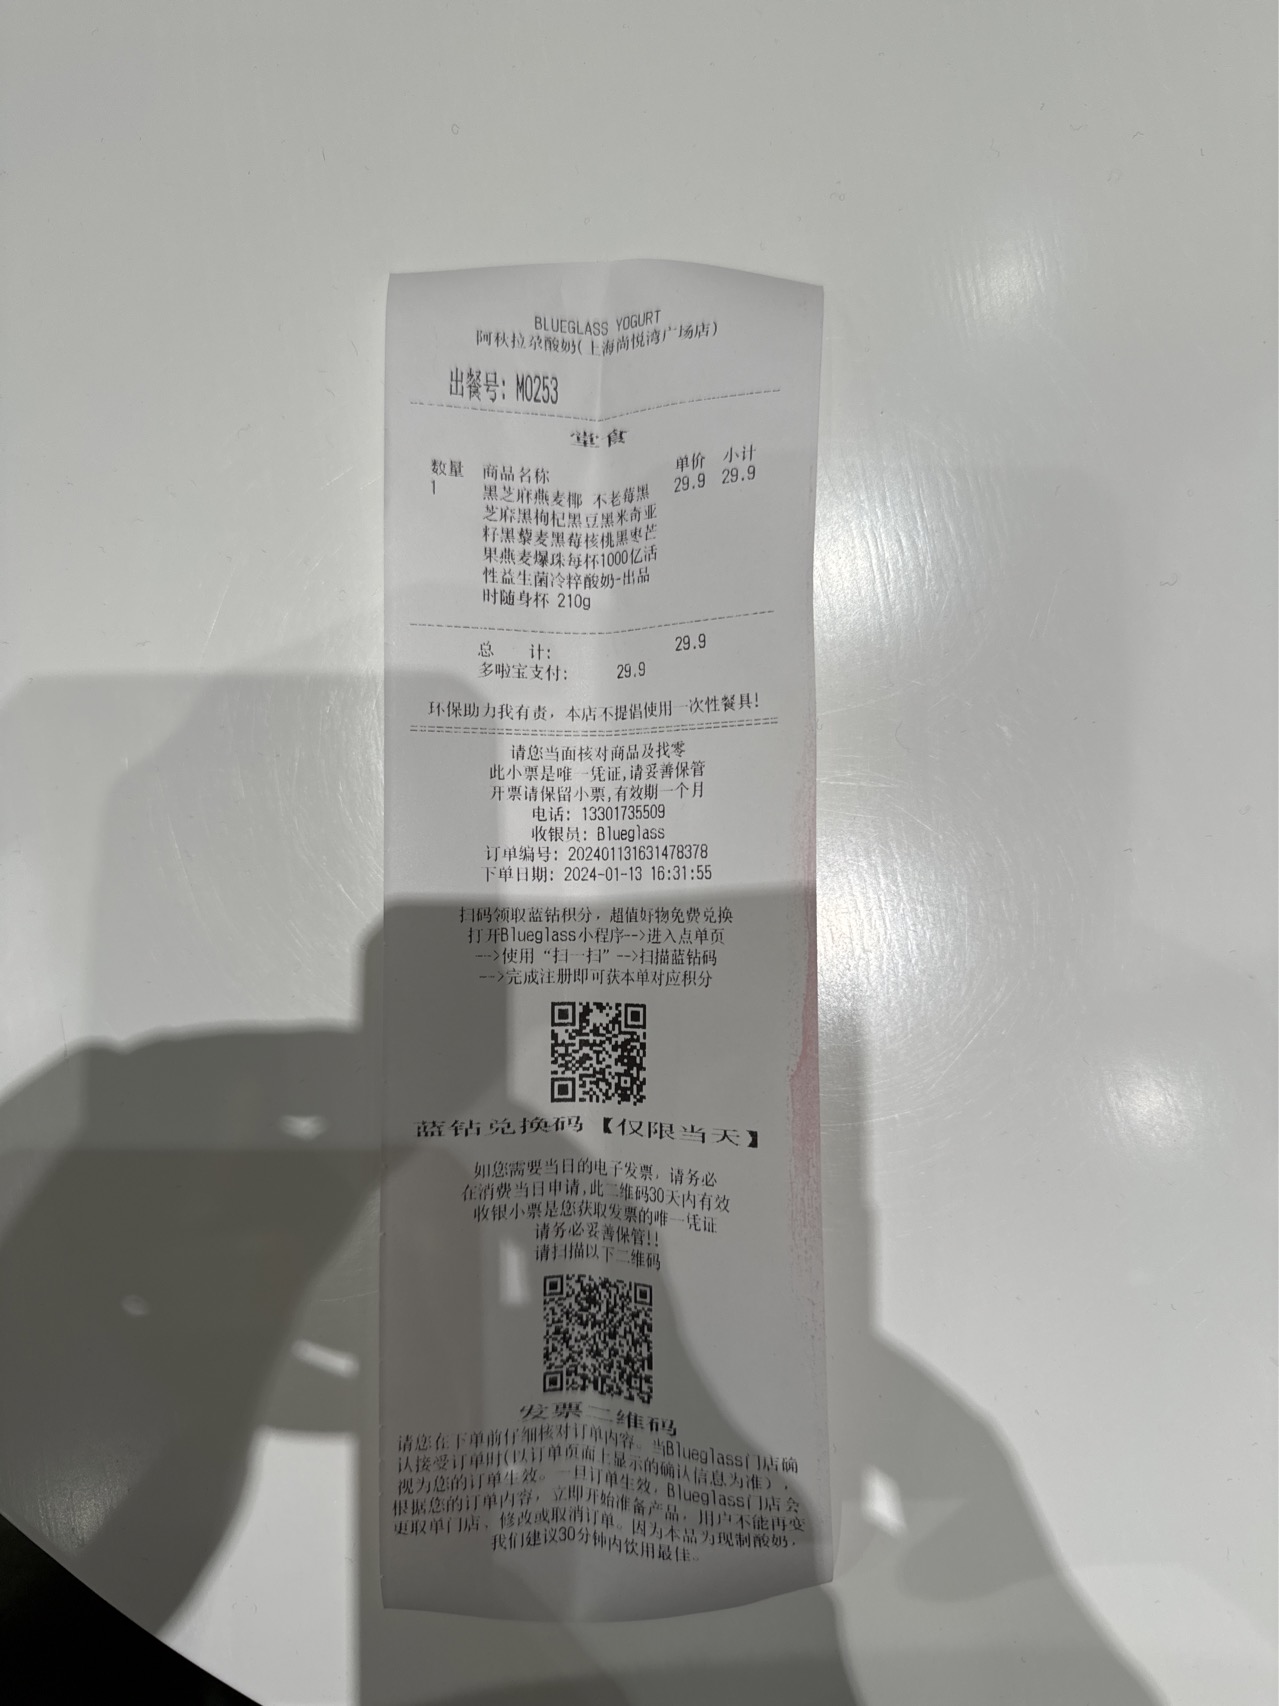 BLUEGLASS YOGURT
阿秋拉尕酸奶(上海尚悦湾广场店)
出餐号: M0253
堂食
数量 商品名称 单价 小计
1 黑芝麻燕麦椰 不老莓黑 29.9 29.9
芝麻黑枸杞黑豆黑米奇亚
籽黑藜麦黑莓核桃黑枣芒
果燕麦爆珠每杯1000亿活
性益生菌冷粹酸奶-出品
时随身杯 210g
总 计: 29.9
多啦宝支付: 29.9
环保助力我有责，本店不提倡使用一次性餐具!
请您当面核对商品及找零
此小票是唯一凭证,请妥善保管
开票请保留小票,有效期一个月
电话: 13301735509
收银员: Blueglass
订单编号: 202401131631478378
下单日期: 2024-01-13 16:31:55
扫码领取蓝钻积分，超值好物免费兑换
打开Blueglass小程序-->进入点单页
-->使用“扫一扫”-->扫描蓝钻码
-->完成注册即可获本单对应积分
蓝钻兑换码【仅限当天】
如您需要当日的电子发票，请务必
在消费当日申请,此二维码30天内有效
收银小票是您获取发票的唯一凭证
请务必妥善保管!!
请扫描以下二维码
发票二维码
请您在下单前仔细核对订单内容。当Blueglass门店确
认接受订单时(以订单页面上显示的确认信息为准)，
视为您的订单生效。一旦订单生效，Blueglass门店会
根据您的订单内容，立即开始准备产品，用户不能再变
更取单门店、修改或取消订单。因为本品为现制酸奶，
我们建议30分钟内饮用最佳。